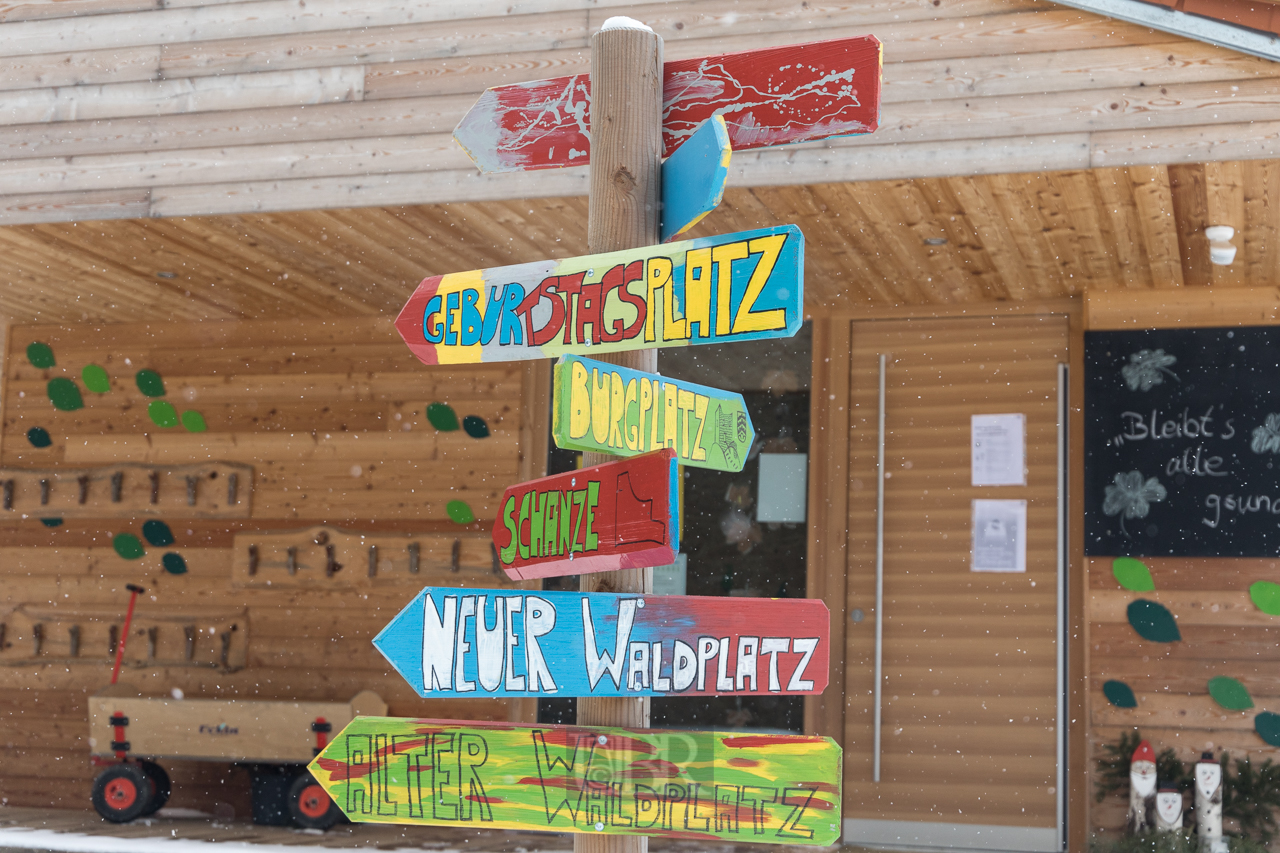 GEBURTSTAGSPLATZ
BURGPLATZ
SCHANZE
NEUER WALDPLATZ
ALTER WALDPLATZ
„Bleibt's
alle
gsund